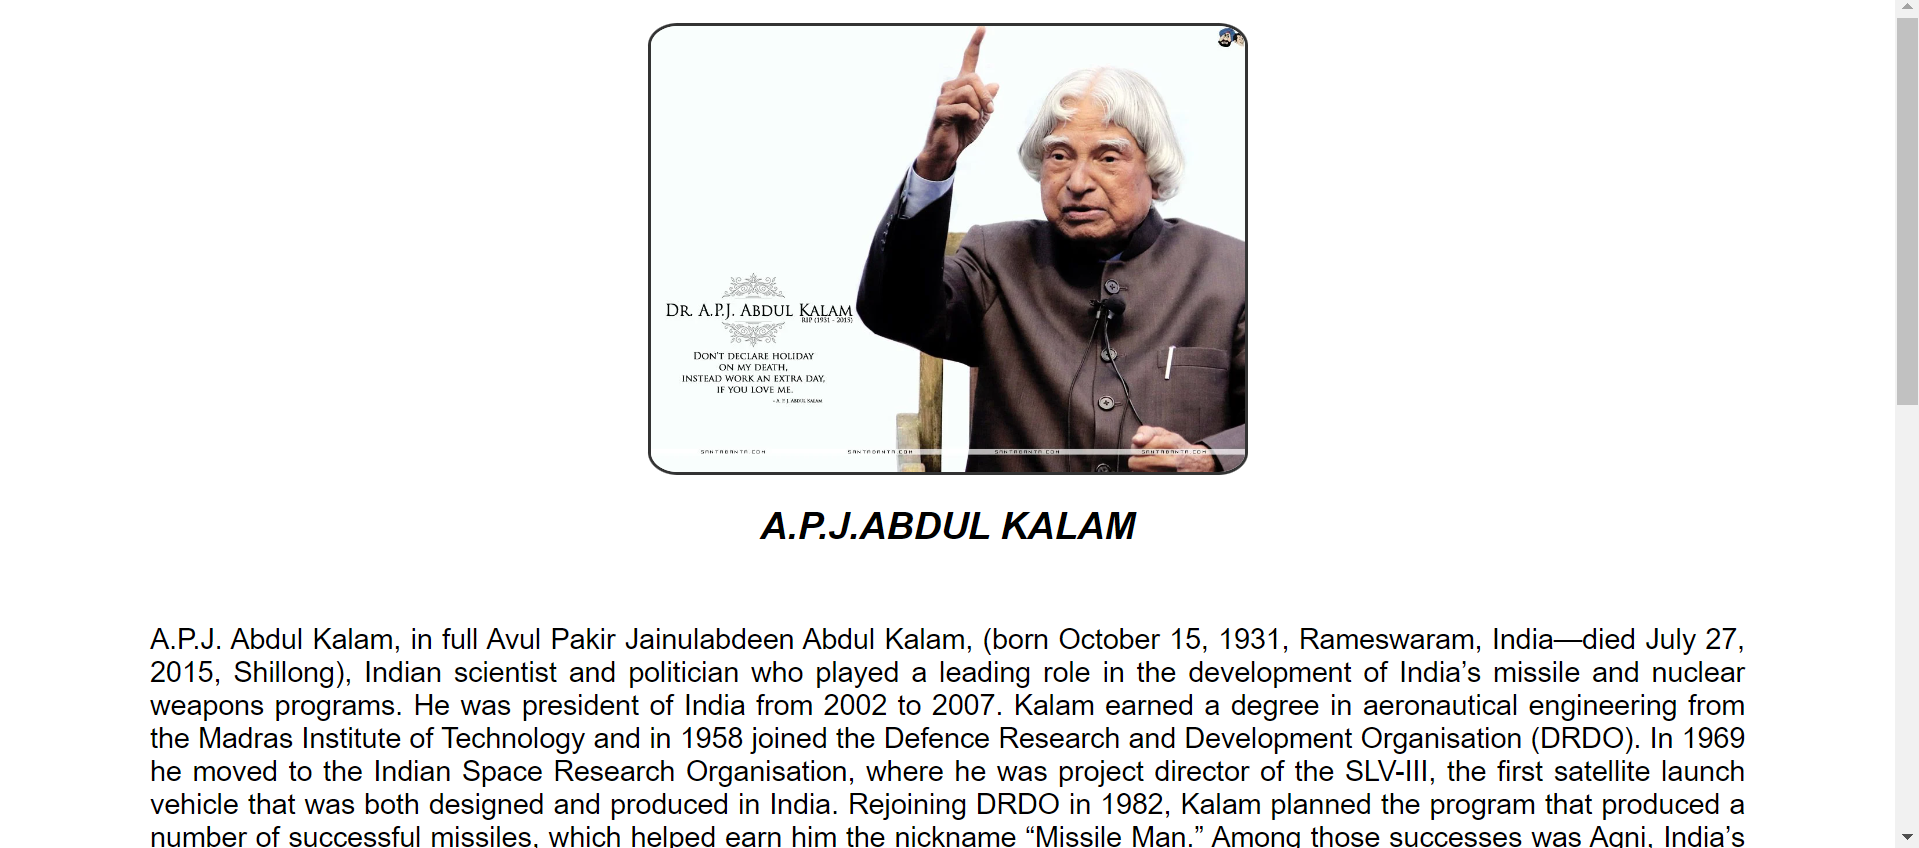 DR. A.P.J. ABDUL KALAM
RIP (1931 - 2015)
DON'T DECLARE HOLIDAY
ON MY DEATH,
INSTEAD WORK AN EXTRA DAY,
IF YOU LOVE ME.
- A. P. J. ABDUL KALAM
SANTABANTA.COM SANTABANTA.COM SANTABANTA.COM SANTABANTA.COM
A.P.J.ABDUL KALAM
A.P.J. Abdul Kalam, in full Avul Pakir Jainulabdeen Abdul Kalam, (born October 15, 1931, Rameswaram, India—died July 27,
2015, Shillong), Indian scientist and politician who played a leading role in the development of India’s missile and nuclear
weapons programs. He was president of India from 2002 to 2007. Kalam earned a degree in aeronautical engineering from
the Madras Institute of Technology and in 1958 joined the Defence Research and Development Organisation (DRDO). In 1969
he moved to the Indian Space Research Organisation, where he was project director of the SLV-III, the first satellite launch
vehicle that was both designed and produced in India. Rejoining DRDO in 1982, Kalam planned the program that produced a
number of successful missiles, which helped earn him the nickname “Missile Man.” Among those successes was Agni, India’s